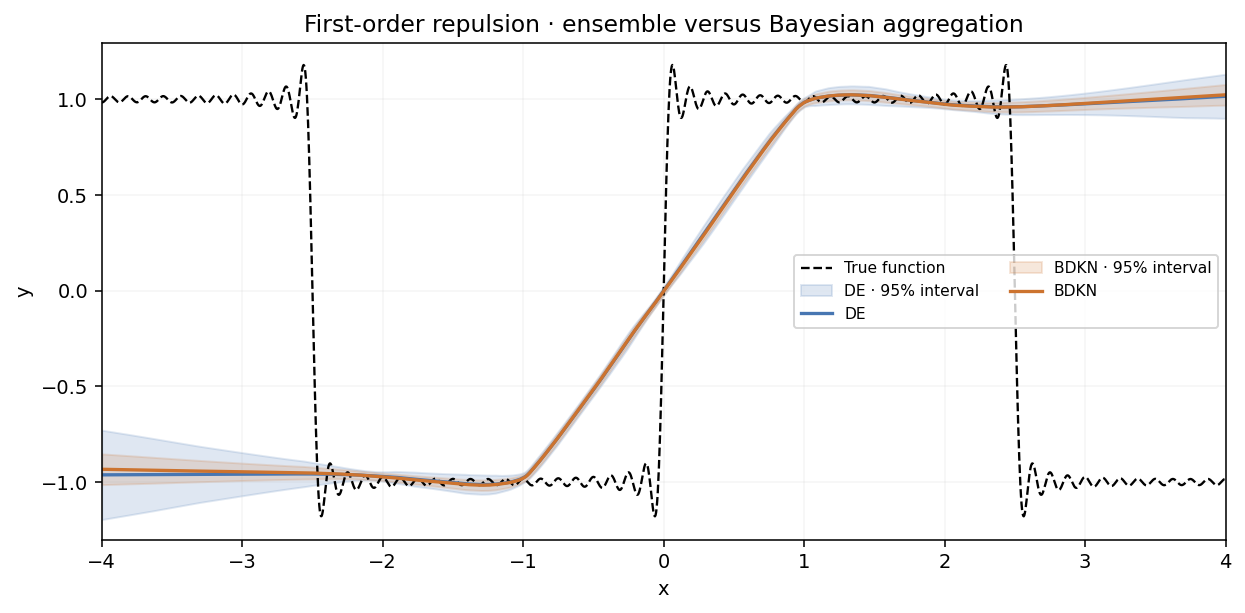 First-order repulsion · ensemble versus Bayesian aggregation
1.0
0.5
0.0
−0.5
−1.0
y
True function
DE · 95% interval
DE
BDKN · 95% interval
BDKN
−4 −3 −2 −1 0 1 2 3 4
x